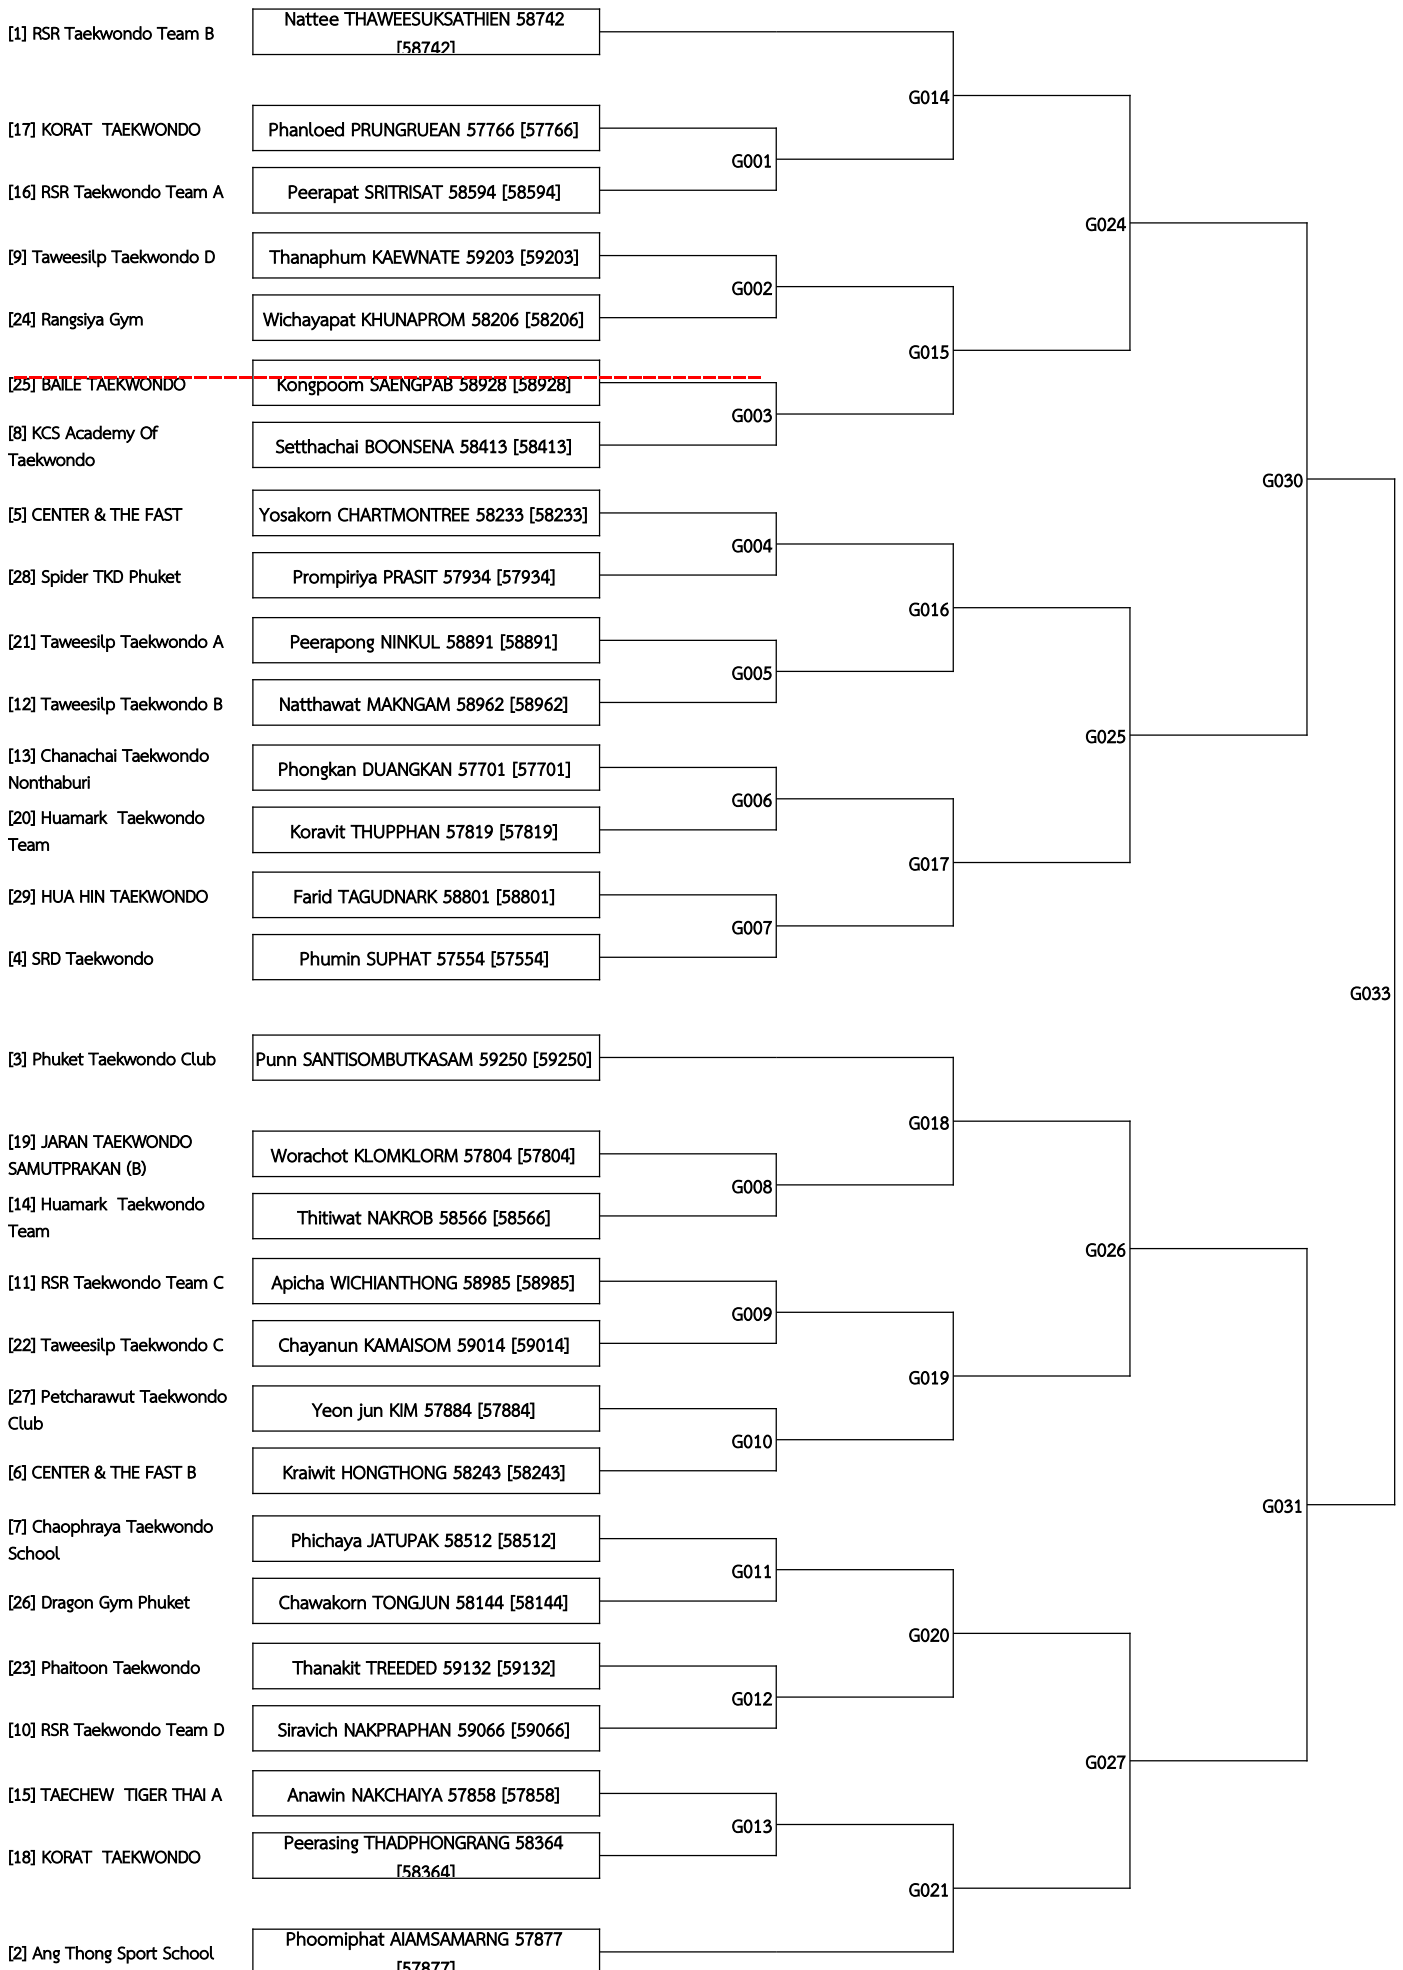 [1] RSR Taekwondo Team B
Nattee THAWEESUKSATHIEN 58742
[58742]
G014
[17] KORAT  TAEKWONDO
Phanloed PRUNGRUEAN 57766 [57766]
G001
[16] RSR Taekwondo Team A
Peerapat SRITRISAT 58594 [58594]
G024
[9] Taweesilp Taekwondo D
Thanaphum KAEWNATE 59203 [59203]
G002
[24] Rangsiya Gym
Wichayapat KHUNAPROM 58206 [58206]
G015
[25] BAILE TAEKWONDO
Kongpoom SAENGPAB 58928 [58928]
G003
[8] KCS Academy Of
Taekwondo
Setthachai BOONSENA 58413 [58413]
G030
[5] CENTER & THE FAST
Yosakorn CHARTMONTREE 58233 [58233]
G004
[28] Spider TKD Phuket
Prompiriya PRASIT 57934 [57934]
G016
[21] Taweesilp Taekwondo A
Peerapong NINKUL 58891 [58891]
G005
[12] Taweesilp Taekwondo B
Natthawat MAKNGAM 58962 [58962]
G025
[13] Chanachai Taekwondo
Nonthaburi
Phongkan DUANGKAN 57701 [57701]
G006
[20] Huamark  Taekwondo
Team
Koravit THUPPHAN 57819 [57819]
G017
[29] HUA HIN TAEKWONDO
Farid TAGUDNARK 58801 [58801]
G007
[4] SRD Taekwondo
Phumin SUPHAT 57554 [57554]
G033
[3] Phuket Taekwondo Club
Punn SANTISOMBUTKASAM 59250 [59250]
G018
[19] JARAN TAEKWONDO
SAMUTPRAKAN (B)
Worachot KLOMKLORM 57804 [57804]
G008
[14] Huamark  Taekwondo
Team
Thitiwat NAKROB 58566 [58566]
G026
[11] RSR Taekwondo Team C
Apicha WICHIANTHONG 58985 [58985]
G009
[22] Taweesilp Taekwondo C
Chayanun KAMAISOM 59014 [59014]
G019
[27] Petcharawut Taekwondo
Club
Yeon jun KIM 57884 [57884]
G010
[6] CENTER & THE FAST B
Kraiwit HONGTHONG 58243 [58243]
G031
[7] Chaophraya Taekwondo
School
Phichaya JATUPAK 58512 [58512]
G011
[26] Dragon Gym Phuket
Chawakorn TONGJUN 58144 [58144]
G020
[23] Phaitoon Taekwondo
Thanakit TREEDED 59132 [59132]
G012
[10] RSR Taekwondo Team D
Siravich NAKPRAPHAN 59066 [59066]
G027
[15] TAECHEW  TIGER THAI A
Anawin NAKCHAIYA 57858 [57858]
G013
[18] KORAT  TAEKWONDO
Peerasing THADPHONGRANG 58364
[58364]
G021
[2] Ang Thong Sport School
Phoomiphat AIAMSAMARNG 57877
[57877]